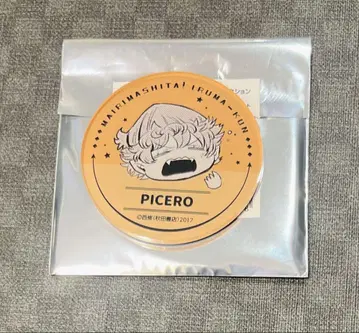 MAIRIMASHITA! IRUMA-KUN
PICERO
©西修(秋田書店)2017